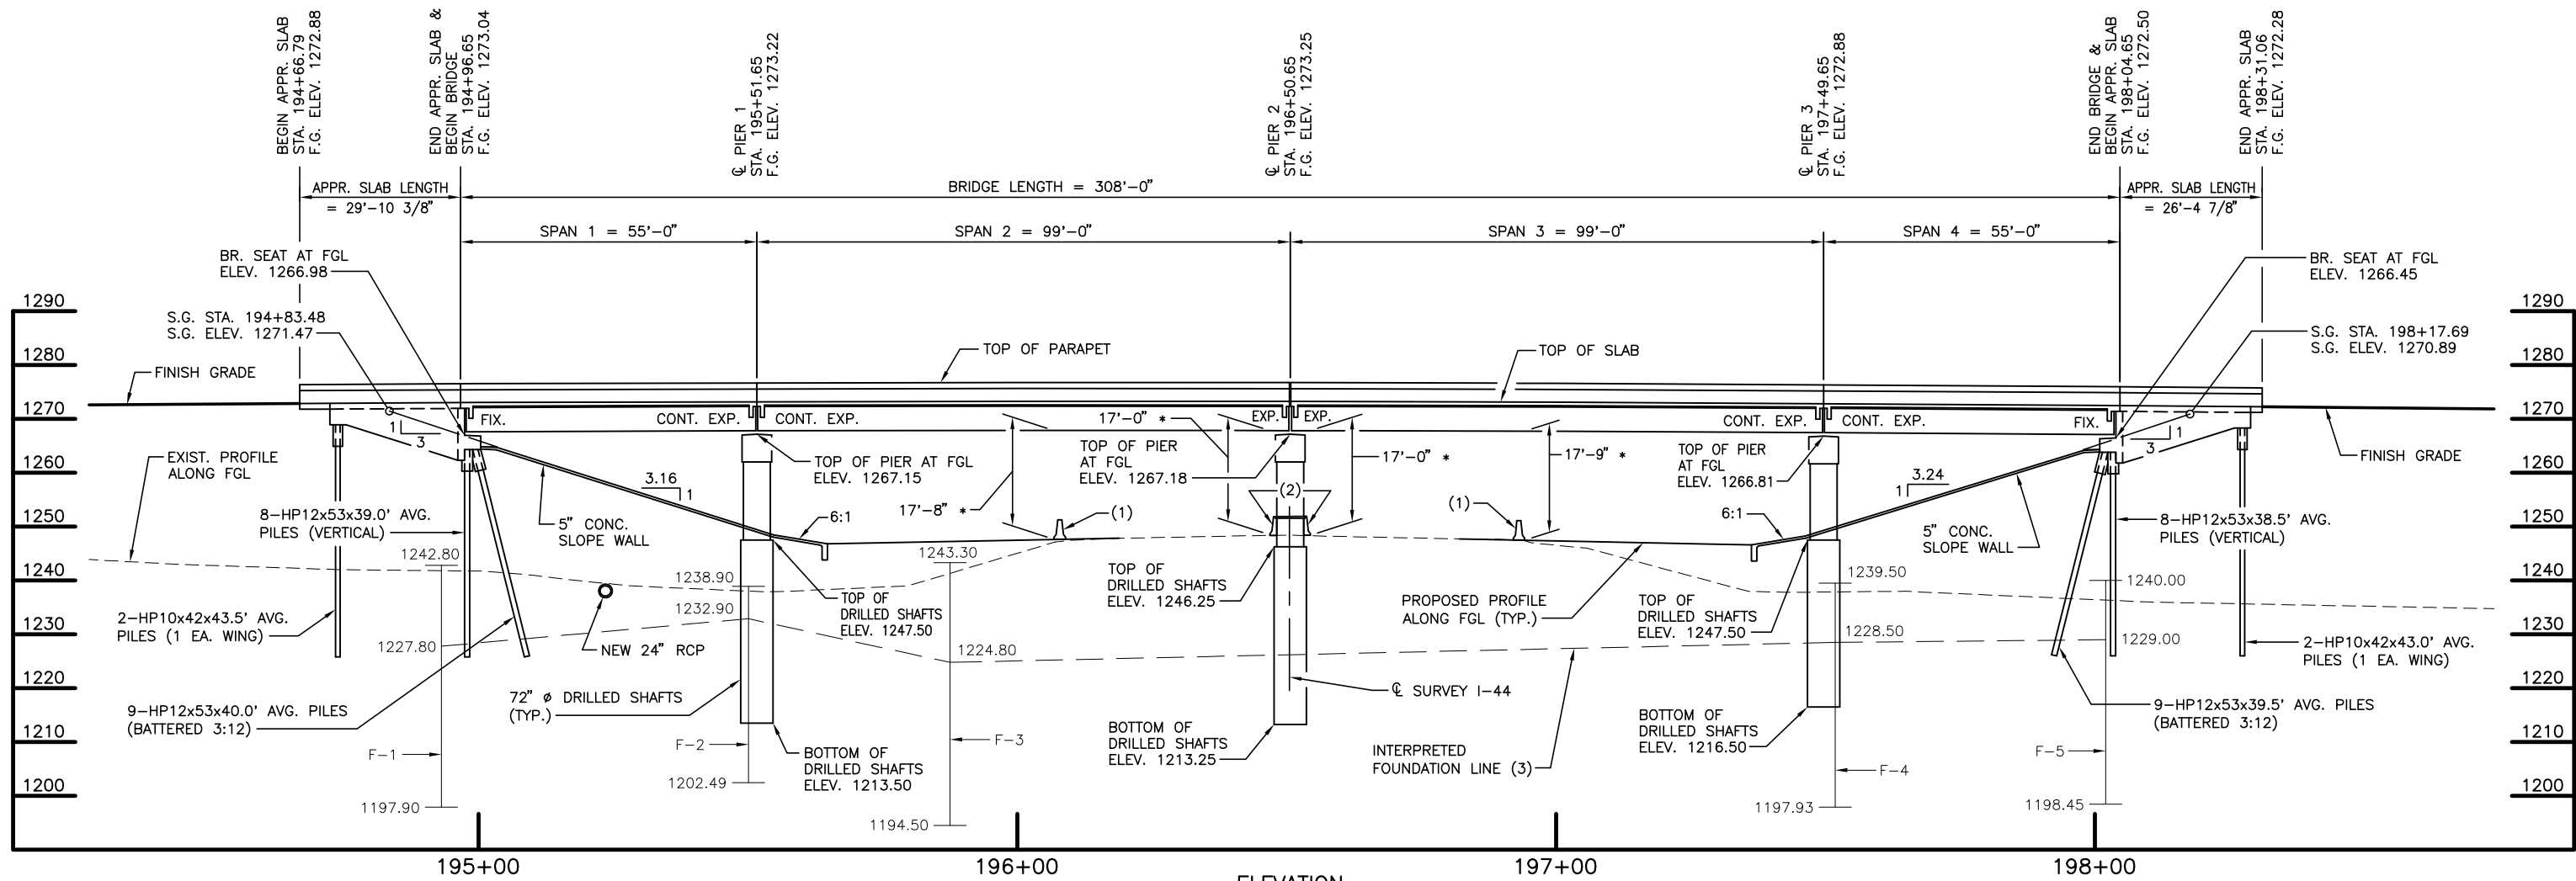 BEGIN APPR. SLAB
STA. 194+66.79
F.G. ELEV. 1272.88
END APPR. SLAB &
BEGIN BRIDGE
STA. 194+96.65
F.G. ELEV. 1273.04
℄ PIER 1
STA. 195+51.65
F.G. ELEV. 1273.22
℄ PIER 2
STA. 196+50.65
F.G. ELEV. 1273.25
℄ PIER 3
STA. 197+49.65
F.G. ELEV. 1272.88
END BRIDGE &
BEGIN APPR. SLAB
STA. 198+04.65
F.G. ELEV. 1272.50
END APPR. SLAB
STA. 198+31.06
F.G. ELEV. 1272.28
APPR. SLAB LENGTH
= 29'-10 3/8"
BRIDGE LENGTH = 308'-0"
APPR. SLAB LENGTH
= 26'-4 7/8"
SPAN 1 = 55'-0"
SPAN 2 = 99'-0"
SPAN 3 = 99'-0"
SPAN 4 = 55'-0"
BR. SEAT AT FGL
ELEV. 1266.98
BR. SEAT AT FGL
ELEV. 1266.45
S.G. STA. 194+83.48
S.G. ELEV. 1271.47
S.G. STA. 198+17.69
S.G. ELEV. 1270.89
1290
1280
1270
1260
1250
1240
1230
1220
1210
1200
1290
1280
1270
1260
1250
1240
1230
1220
1210
1200
FINISH GRADE
TOP OF PARAPET
TOP OF SLAB
FINISH GRADE
FIX.
CONT. EXP.
CONT. EXP.
17'-0" *
EXP.
EXP.
CONT. EXP.
CONT. EXP.
FIX.
1
3
1
3
EXIST. PROFILE
ALONG FGL
TOP OF PIER AT FGL
ELEV. 1267.15
TOP OF PIER
AT FGL
ELEV. 1267.18
17'-0" *
17'-9" *
TOP OF PIER
AT FGL
ELEV. 1266.81
3.16
1
3.24
1
17'-8" *
(1)
(2)
(1)
6:1
6:1
5" CONC.
SLOPE WALL
5" CONC.
SLOPE WALL
8-HP12x53x39.0' AVG.
PILES (VERTICAL)
8-HP12x53x38.5' AVG.
PILES (VERTICAL)
1242.80
1238.90
1232.90
1243.30
1239.50
1240.00
1227.80
1224.80
1228.50
1229.00
TOP OF
DRILLED SHAFTS
ELEV. 1247.50
TOP OF
DRILLED SHAFTS
ELEV. 1246.25
PROPOSED PROFILE
ALONG FGL (TYP.)
TOP OF
DRILLED SHAFTS
ELEV. 1247.50
2-HP10x42x43.5' AVG.
PILES (1 EA. WING)
NEW 24" RCP
2-HP10x42x43.0' AVG.
PILES (1 EA. WING)
72" ø DRILLED SHAFTS
(TYP.)
℄ SURVEY I-44
9-HP12x53x40.0' AVG. PILES
(BATTERED 3:12)
9-HP12x53x39.5' AVG. PILES
(BATTERED 3:12)
F-1
F-2
F-3
F-4
F-5
BOTTOM OF
DRILLED SHAFTS
ELEV. 1213.50
BOTTOM OF
DRILLED SHAFTS
ELEV. 1213.25
INTERPRETED
FOUNDATION LINE (3)
BOTTOM OF
DRILLED SHAFTS
ELEV. 1216.50
1197.90
1202.49
1194.50
1197.93
1198.45
195+00
196+00
197+00
198+00
ELEVATION